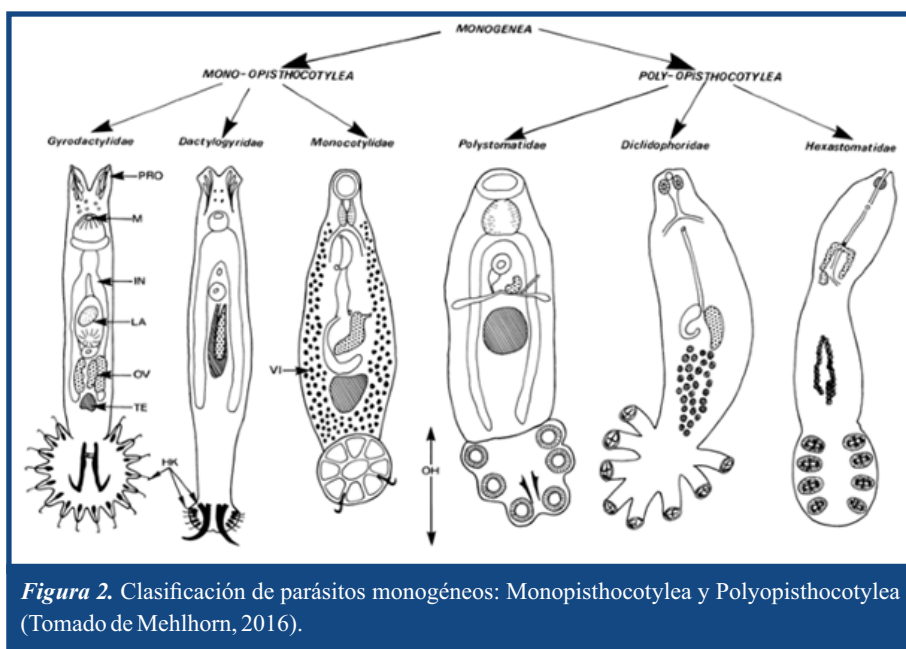 MONOGENEA
MONO-OPISTHOCOTYLEA
POLY-OPISTHOCOTYLEA
Gyrodactylidae
Dactylogyridae
Monocotylidae
Polystomatidae
Diclidophoridae
Hexastomatidae
PRO
M
IN
LA
OV
TE
VI
HK
OH
Figura 2. Clasificación de parásitos monogéneos: Monopisthocotylea y Polyopisthocotylea
(Tomado de Mehlhorn, 2016).